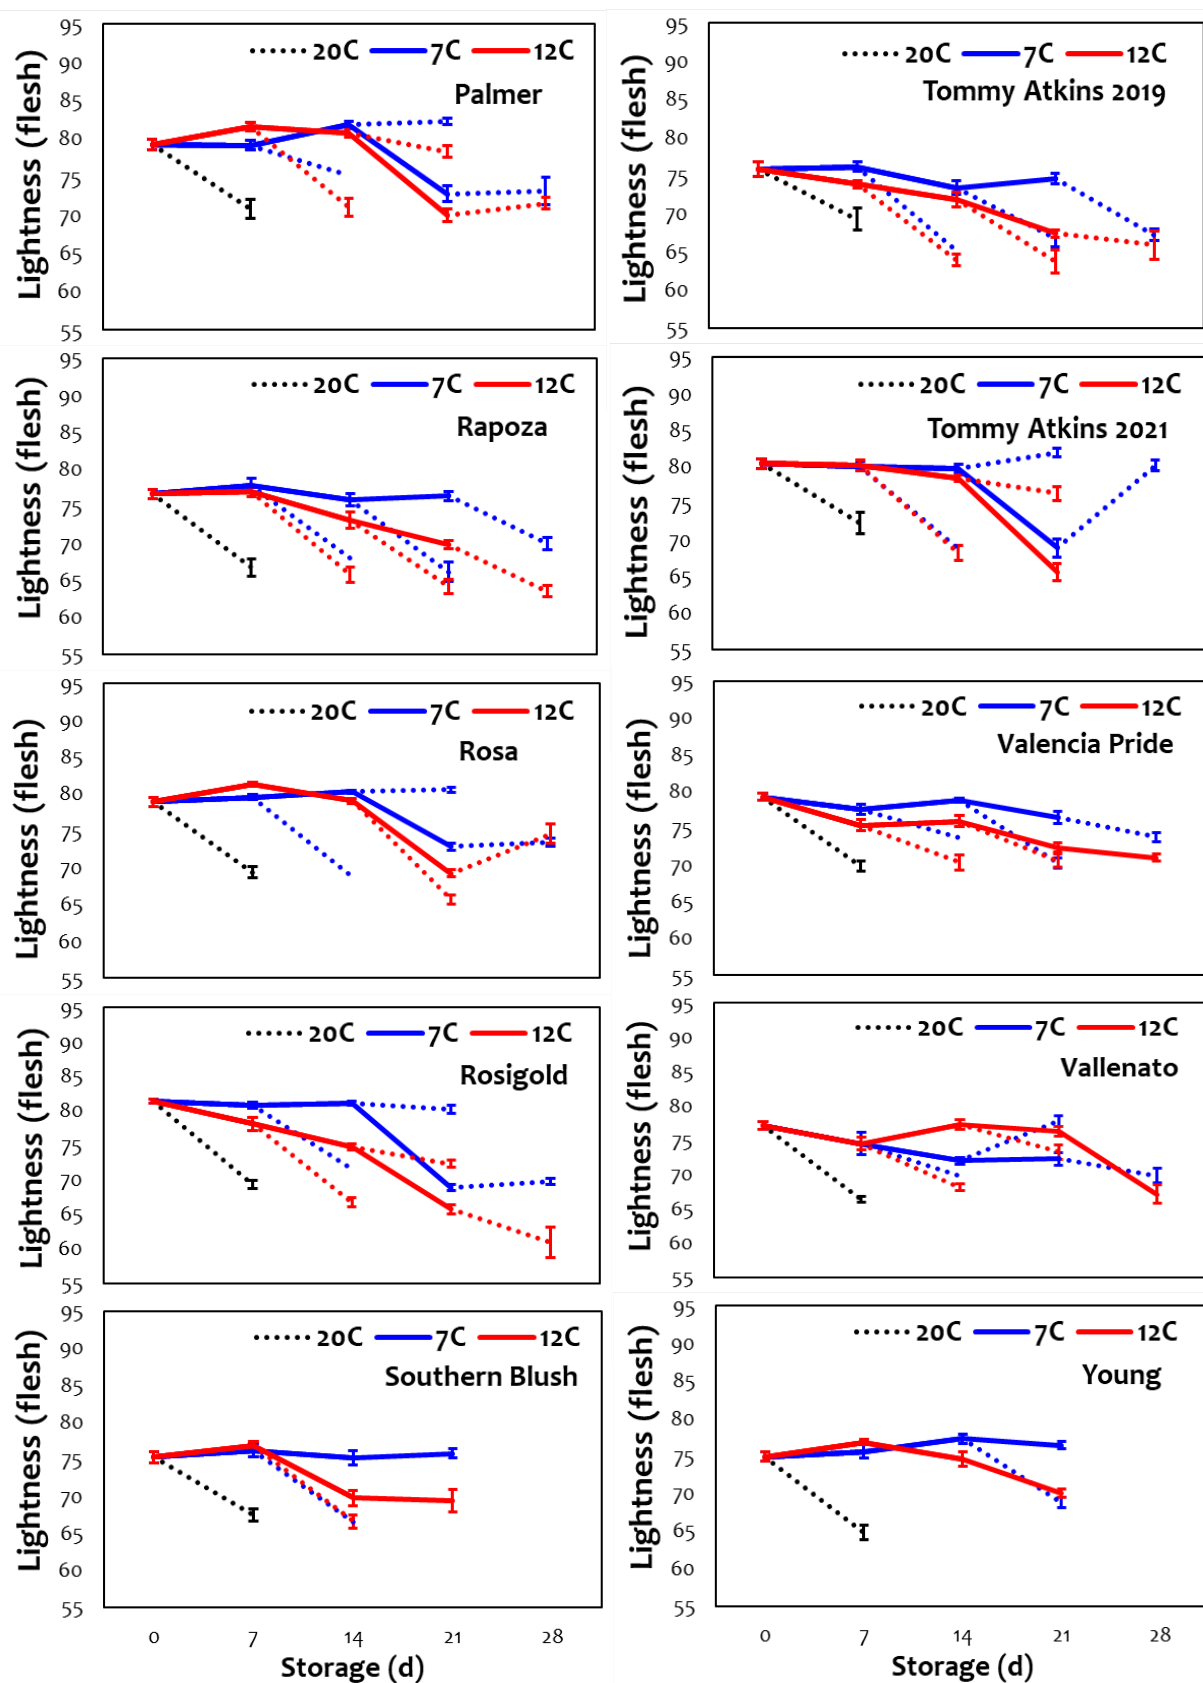 95
90
85
80
75
70
65
60
55
Lightness (flesh)
20C 7C 12C
Palmer
95
90
85
80
75
70
65
60
55
Lightness (flesh)
20C 7C 12C
Tommy Atkins 2019
95
90
85
80
75
70
65
60
55
Lightness (flesh)
20C 7C 12C
Rapoza
95
90
85
80
75
70
65
60
55
Lightness (flesh)
20C 7C 12C
Tommy Atkins 2021
95
90
85
80
75
70
65
60
55
Lightness (flesh)
20C 7C 12C
Rosa
95
90
85
80
75
70
65
60
55
Lightness (flesh)
20C 7C 12C
Valencia Pride
95
90
85
80
75
70
65
60
55
Lightness (flesh)
20C 7C 12C
Rosigold
95
90
85
80
75
70
65
60
55
Lightness (flesh)
20C 7C 12C
Vallenato
95
90
85
80
75
70
65
60
55
Lightness (flesh)
20C 7C 12C
Southern Blush
0 7 14 21 28
Storage (d)
95
90
85
80
75
70
65
60
55
Lightness (flesh)
20C 7C 12C
Young
0 7 14 21 28
Storage (d)